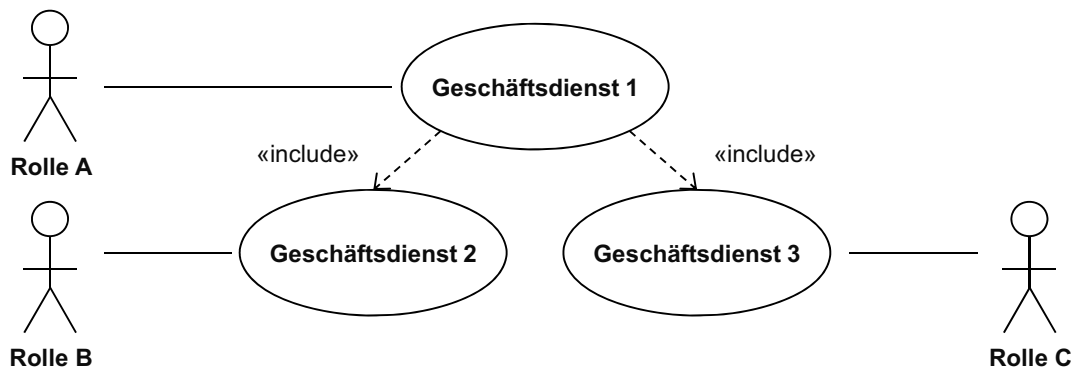 Geschäftsdienst 1
Rolle A
«include»
«include»
Geschäftsdienst 2
Geschäftsdienst 3
Rolle B
Rolle C